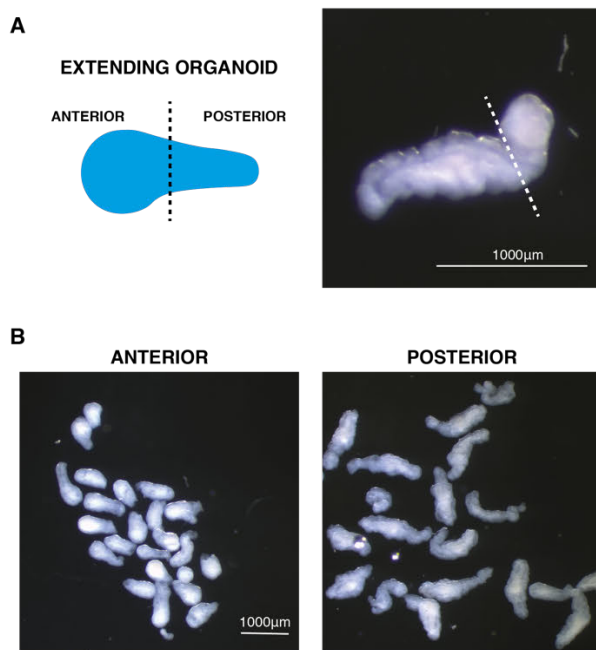 A
EXTENDING ORGANOID
ANTERIOR
POSTERIOR
1000µm
B
ANTERIOR
POSTERIOR
1000µm